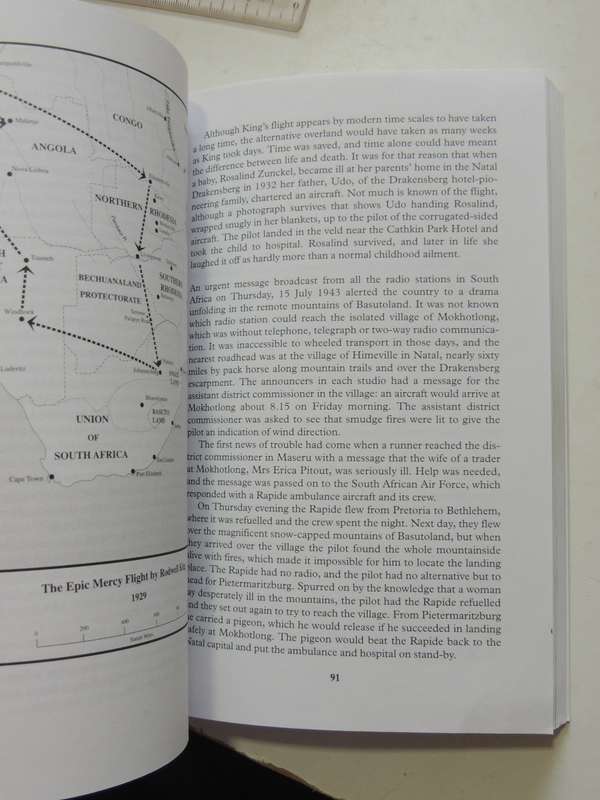 CONGO
ANGOLA
NORTHERN
RHODESIA
BECHUANALAND
PROTECTORATE
SOUTHERN
RHODESIA
Windhoek
Luderitz
Johannesburg
BASUTO
LAND
UNION
OF
SOUTH AFRICA
Cape Town
The Epic Mercy Flight by
1929
0
Although King's flight appears by modern time scales to have taken
a long time, the alternative overland would have taken as many weeks
as King took days. Time was saved, and time alone could have meant
the difference between life and death. It was for that reason that when
a baby, Rosalind Zunckel, became ill at her parents' home in the Natal
Drakensberg in 1932 her father, Udo, of the Drakensberg hotel-pio-
neering family, chartered an aircraft. Not much is known of the flight,
although a photograph survives that shows Udo handing Rosalind,
wrapped snugly in her blankets, up to the pilot of the corrugated-sided
aircraft. The pilot landed in the veld near the Cathkin Park Hotel and
took the child to hospital. Rosalind survived, and later in life she
laughed it off as hardly more than a normal childhood ailment.
An urgent message broadcast from all the radio stations in South
Africa on Thursday, 15 July 1943 alerted the country to a drama
unfolding in the remote mountains of Basutoland. It was not known
which radio station could reach the isolated village of Mokhotlong,
which was without telephone, telegraph or two-way radio communica-
tion. It was inaccessible to wheeled transport in those days, and the
nearest roadhead was at the village of Himeville in Natal, nearly sixty
miles by pack horse along mountain trails and over the Drakensberg
escarpment. The announcers in each studio had a message for the
assistant district commissioner in the village: an aircraft would arrive at
Mokhotlong about 8.15 on Friday morning. The assistant district
commissioner was asked to see that smudge fires were lit to give the
pilot an indication of wind direction.
The first news of trouble had come when a runner reached the dis-
trict commissioner in Maseru with a message that the wife of a trader
at Mokhotlong, Mrs Erica Pitout, was seriously ill. Help was needed,
and the message was passed on to the South African Air Force, which
responded with a Rapide ambulance aircraft and its crew.
On Thursday evening the Rapide flew from Pretoria to Bethlehem,
where it was refuelled and the crew spent the night. Next day, they flew
over the magnificent snow-capped mountains of Basutoland, but when
they arrived over the village the pilot found the whole mountainside
alive with fires, which made it impossible for him to locate the landing
place. The Rapide had no radio, and the pilot had no alternative but to
head for Pietermaritzburg. Spurred on by the knowledge that a woman
lay desperately ill in the mountains, the pilot had the Rapide refuelled
and they set out again to try to reach the village. From Pietermaritzburg
he carried a pigeon, which he would release if he succeeded in landing
safely at Mokhotlong. The pigeon would beat the Rapide back to the
Natal capital and put the ambulance and hospital on stand-by.
91